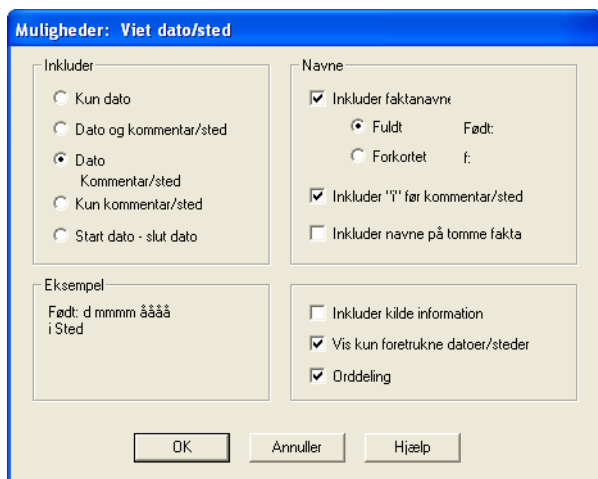 Muligheder: Viet dato/sted
Inkluder
Kun dato
Dato og kommentar/sted
Dato
Kommentar/sted
Kun kommentar/sted
Start dato - slut dato
Navne
Inkluder faktanavne
Fuldt Født:
Forkortet f:
Inkluder "i" før kommentar/sted
Inkluder navne på tomme fakta
Eksempel
Født: d mmmm åååå
i Sted
Inkluder kilde information
Vis kun foretrukne datoer/steder
Orddeling
OK Annuller Hjælp